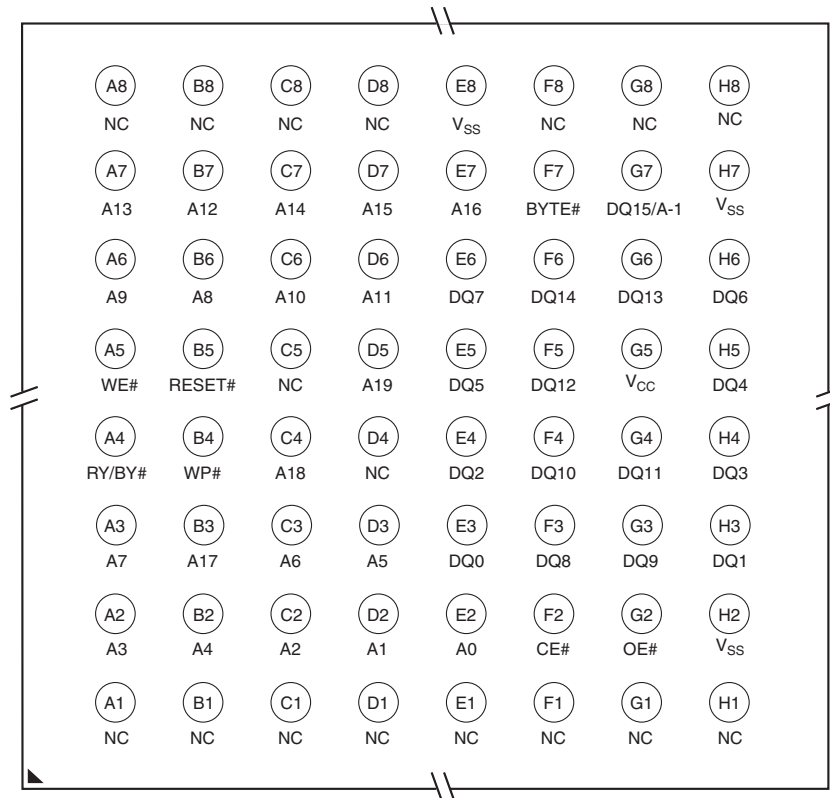 A8 B8 C8 D8 E8 F8 G8 H8
NC NC NC NC VSS NC NC NC
A7 B7 C7 D7 E7 F7 G7 H7
A13 A12 A14 A15 A16 BYTE# DQ15/A-1 VSS
A6 B6 C6 D6 E6 F6 G6 H6
A9 A8 A10 A11 DQ7 DQ14 DQ13 DQ6
A5 B5 C5 D5 E5 F5 G5 H5
WE# RESET# NC A19 DQ5 DQ12 VCC DQ4
A4 B4 C4 D4 E4 F4 G4 H4
RY/BY# WP# A18 NC DQ2 DQ10 DQ11 DQ3
A3 B3 C3 D3 E3 F3 G3 H3
A7 A17 A6 A5 DQ0 DQ8 DQ9 DQ1
A2 B2 C2 D2 E2 F2 G2 H2
A3 A4 A2 A1 A0 CE# OE# VSS
A1 B1 C1 D1 E1 F1 G1 H1
NC NC NC NC NC NC NC NC